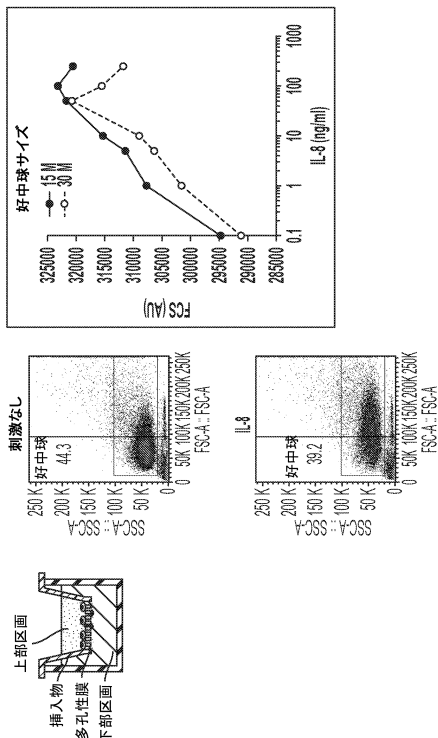 上部区画
挿入物
多孔性膜
下部区画
刺激なし
250 K
200 K
150 K
100 K
50 K
0
SSC-A :: SSC-A
好中球
44.3
0 50K 100K 150K 200K 250K
FSC-A :: FSC-A
IL-8
250 K
200 K
150 K
100 K
50 K
0
SSC-A :: SSC-A
好中球
39.2
0 50K 100K 150K 200K 250K
FSC-A :: FSC-A
好中球サイズ
15 M
30 M
325000
320000
315000
310000
305000
300000
295000
290000
285000
FCS (AU)
0.1 1 10 100 1000
IL-8 (ng/ml)